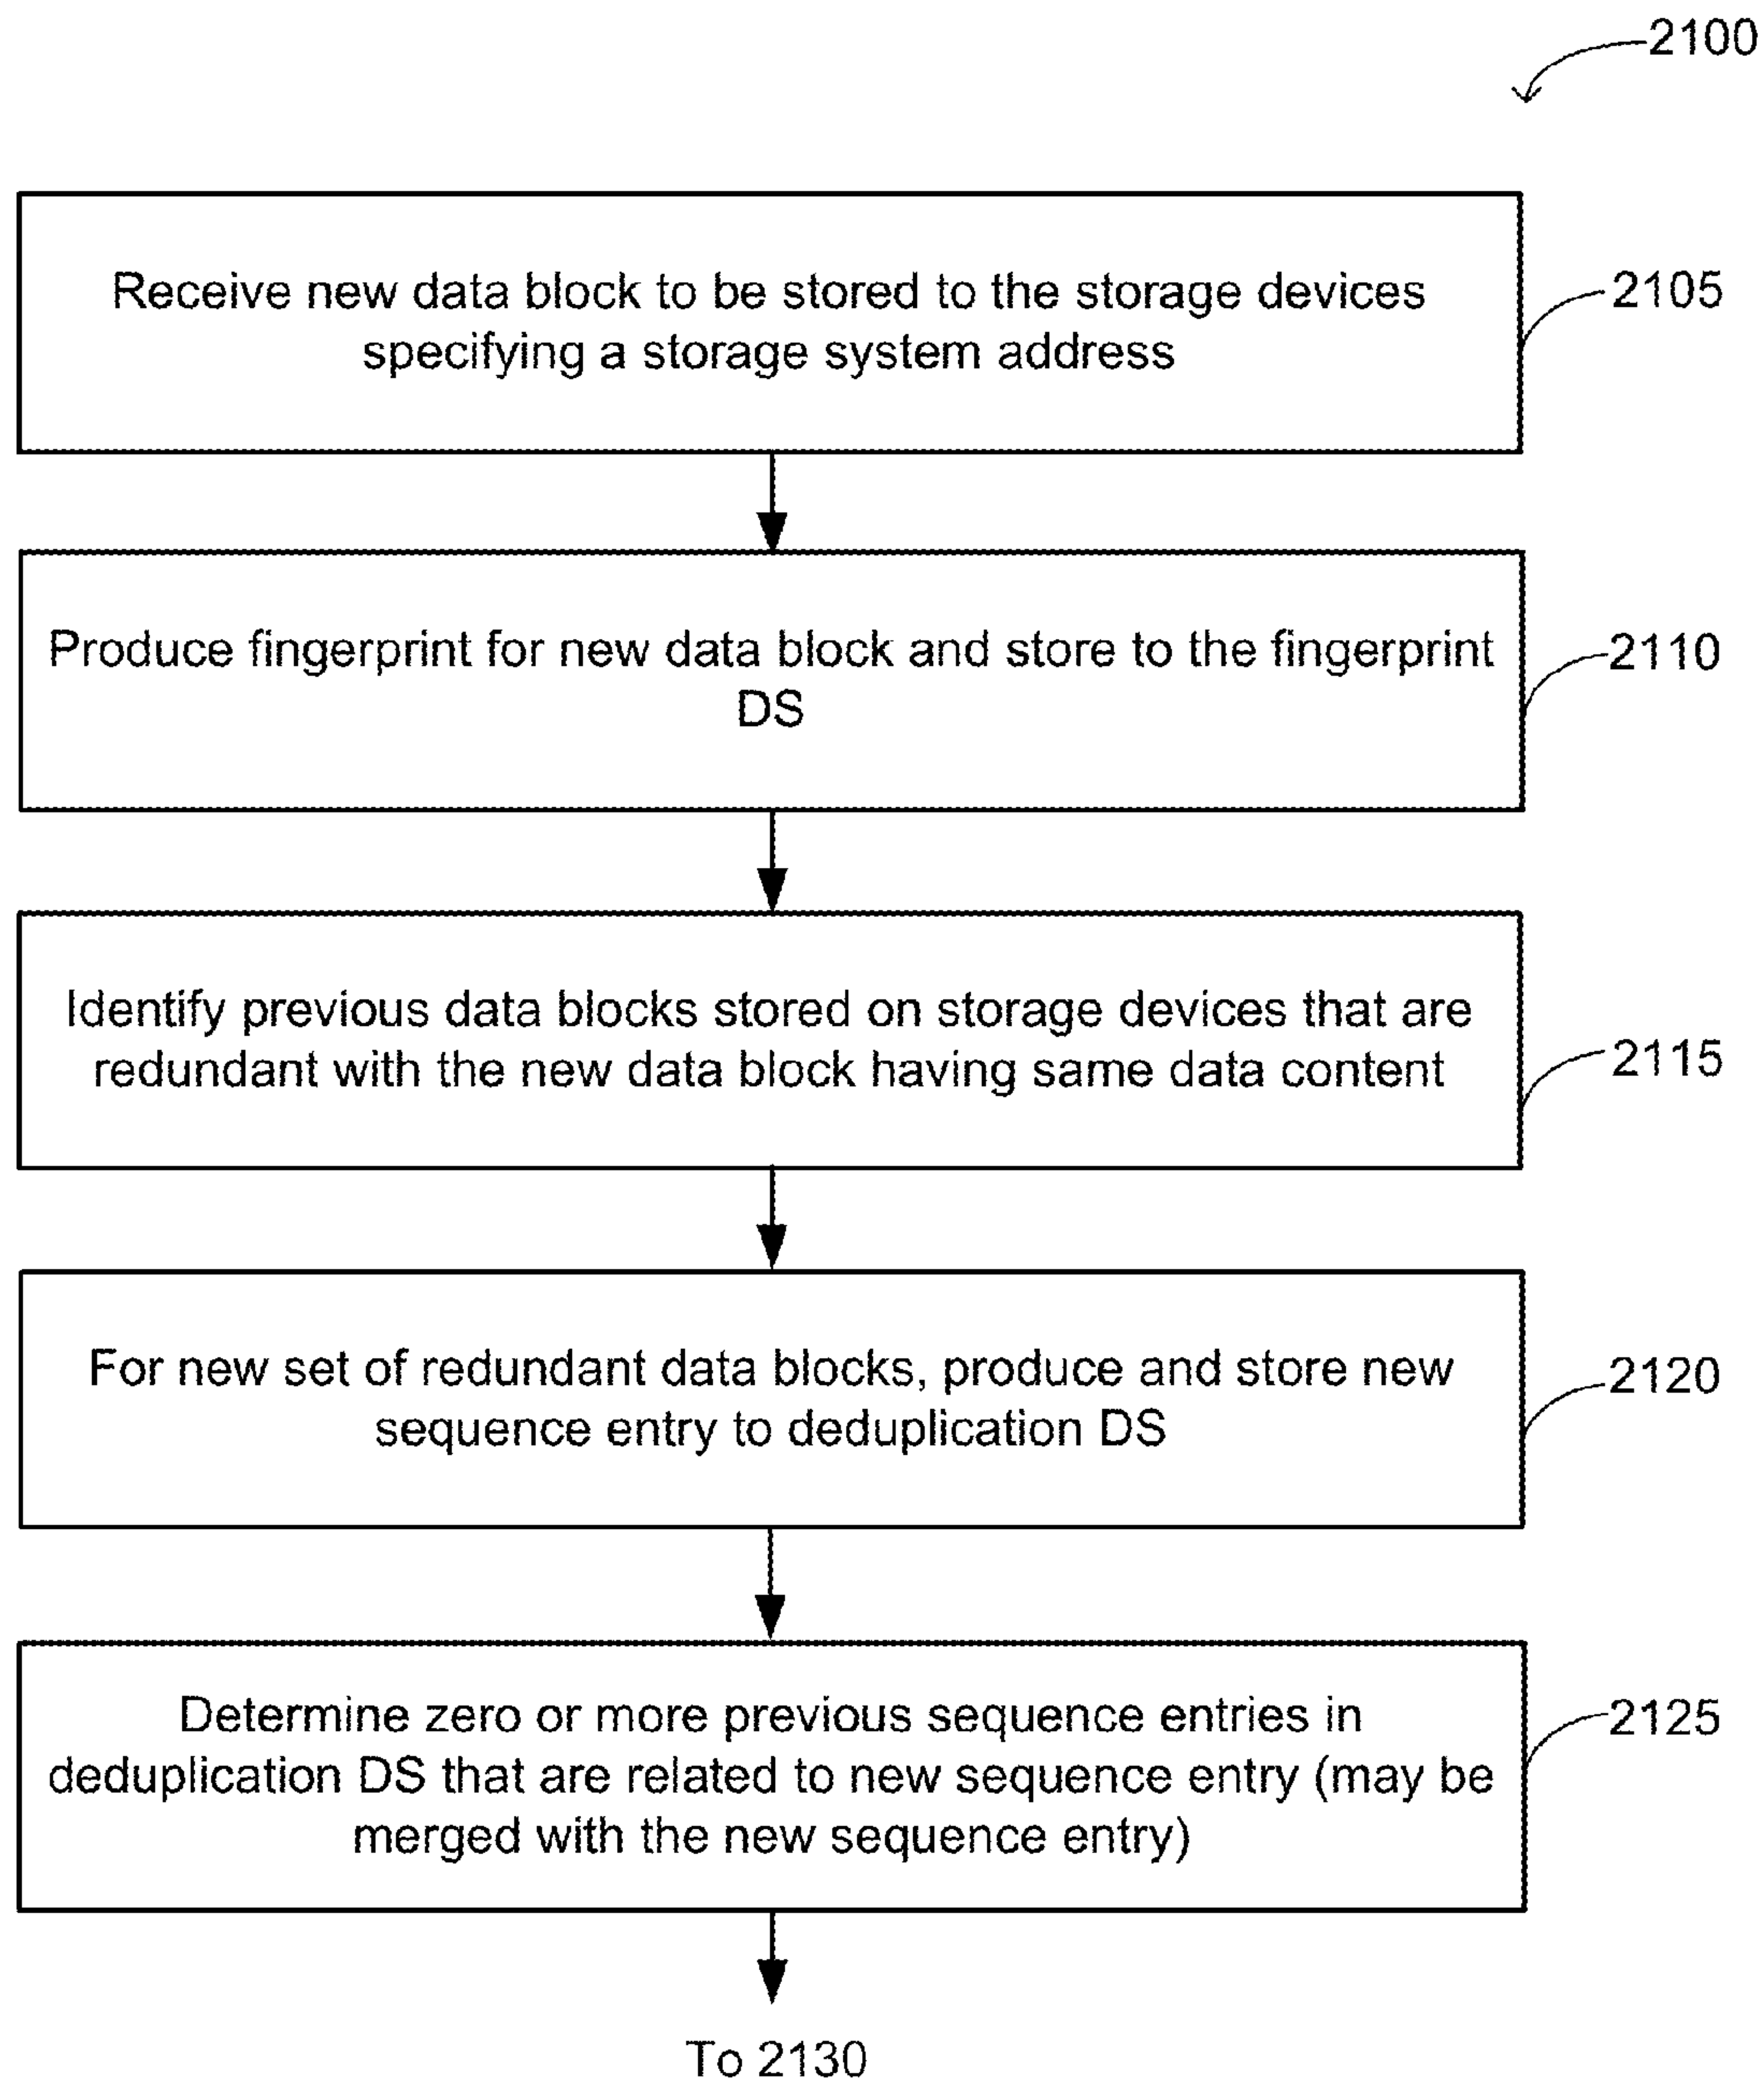 2100
Receive new data block to be stored to the storage devices
specifying a storage system address
2105
Produce fingerprint for new data block and store to the fingerprint
DS
2110
Identify previous data blocks stored on storage devices that are
redundant with the new data block having same data content
2115
For new set of redundant data blocks, produce and store new
sequence entry to deduplication DS
2120
Determine zero or more previous sequence entries in
deduplication DS that are related to new sequence entry (may be
merged with the new sequence entry)
2125
To 2130